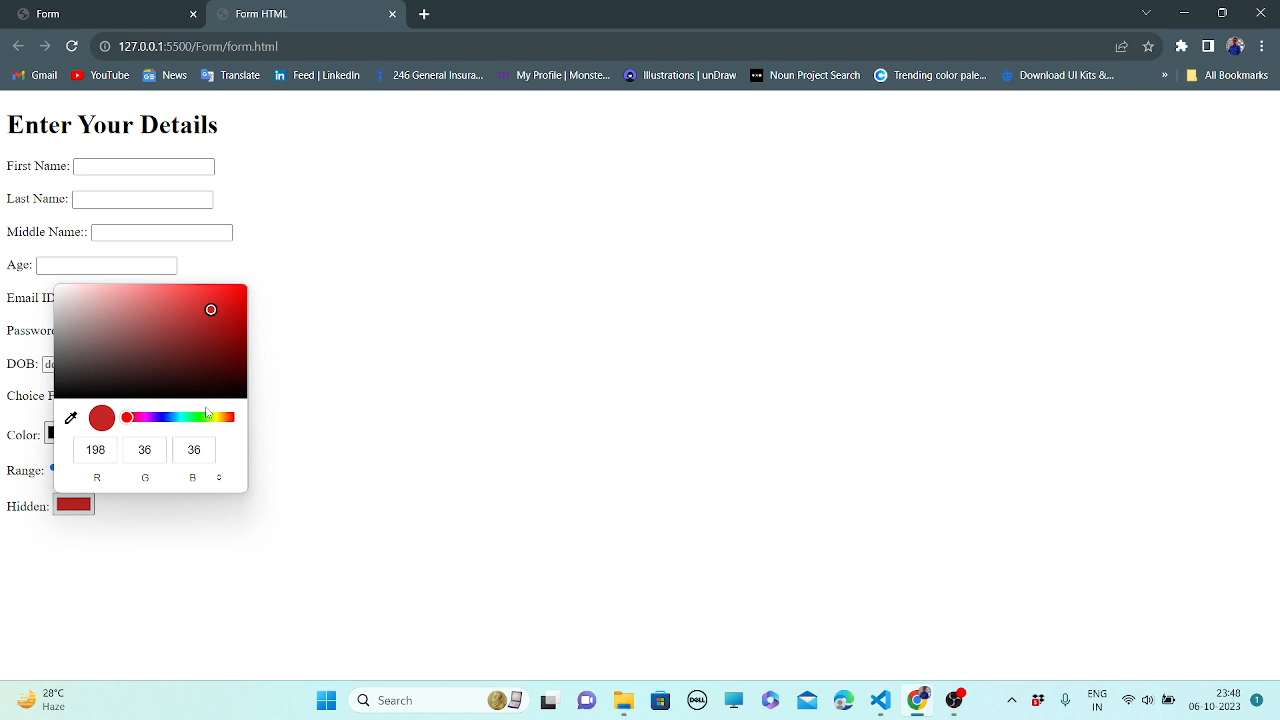 Form
Form HTML
127.0.0.1:5500/Form/form.html
Gmail YouTube News Translate Feed | LinkedIn 246 General Insura... My Profile | Monste... Illustrations | unDraw Noun Project Search Trending color pale... Download UI Kits &... » All Bookmarks
Enter Your Details
First Name:
Last Name:
Middle Name::
Age:
Email ID
Password
DOB:
Choice F
Color:
198 36 36
Range:
R G B
Hidden:
28°C
Haze
Search
DELL
ENG
IN
23:48
06-10-2023
1